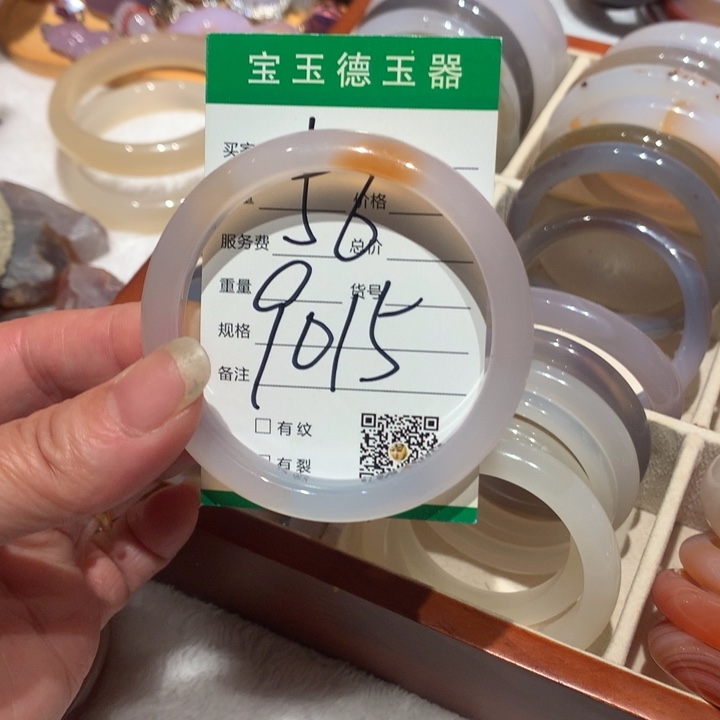 宝玉德玉器
买
56 价格
服务费 总价
重量 货号
9015
规格
备注
有纹
有裂